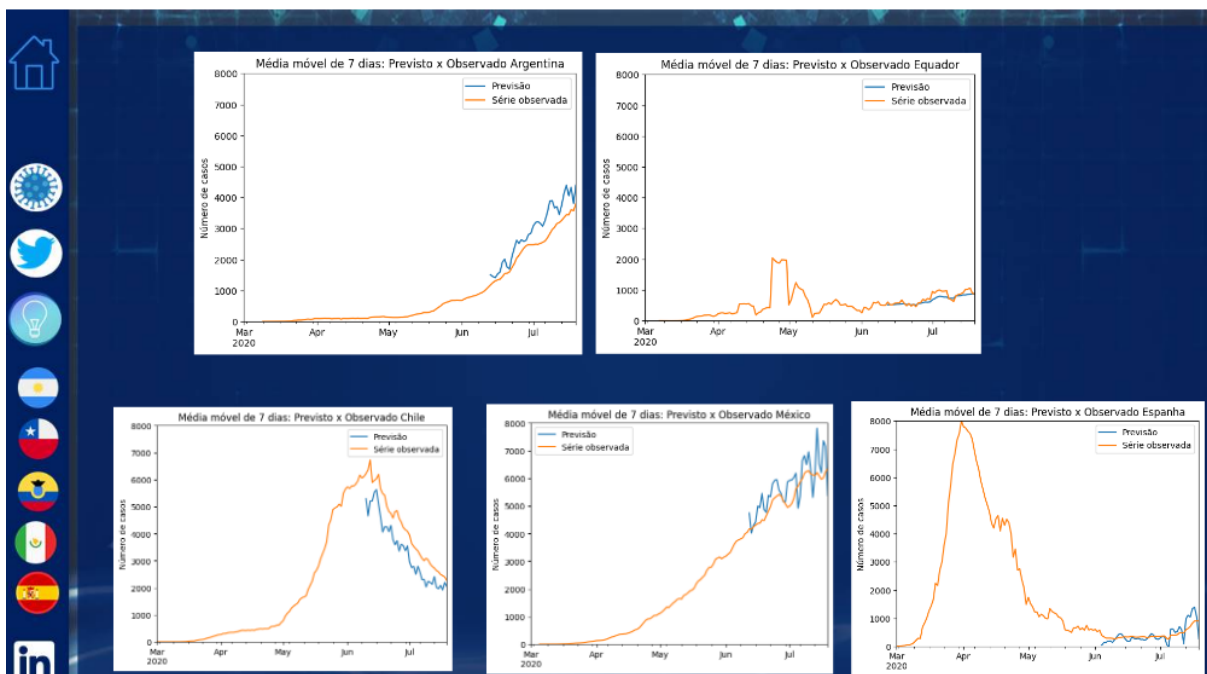 Média móvel de 7 dias: Previsto x Observado Argentina
8000
7000
6000
5000
4000
3000
2000
1000
0
Número de casos
Previsão
Série observada
Mar
2020
Apr
May
Jun
Jul
Média móvel de 7 dias: Previsto x Observado Equador
8000
7000
6000
5000
4000
3000
2000
1000
0
Número de casos
Previsão
Série observada
Mar
2020
Apr
May
Jun
Jul
Média móvel de 7 dias: Previsto x Observado Chile
8000
7000
6000
5000
4000
3000
2000
1000
0
Número de casos
Previsão
Série observada
Mar
2020
Apr
May
Jun
Jul
Média móvel de 7 dias: Previsto x Observado México
8000
7000
6000
5000
4000
3000
2000
1000
0
Número de casos
Previsão
Série observada
Mar
2020
Apr
May
Jun
Jul
Média móvel de 7 dias: Previsto x Observado Espanha
8000
7000
6000
5000
4000
3000
2000
1000
0
Número de casos
Previsão
Série observada
Mar
2020
Apr
May
Jun
Jul
in